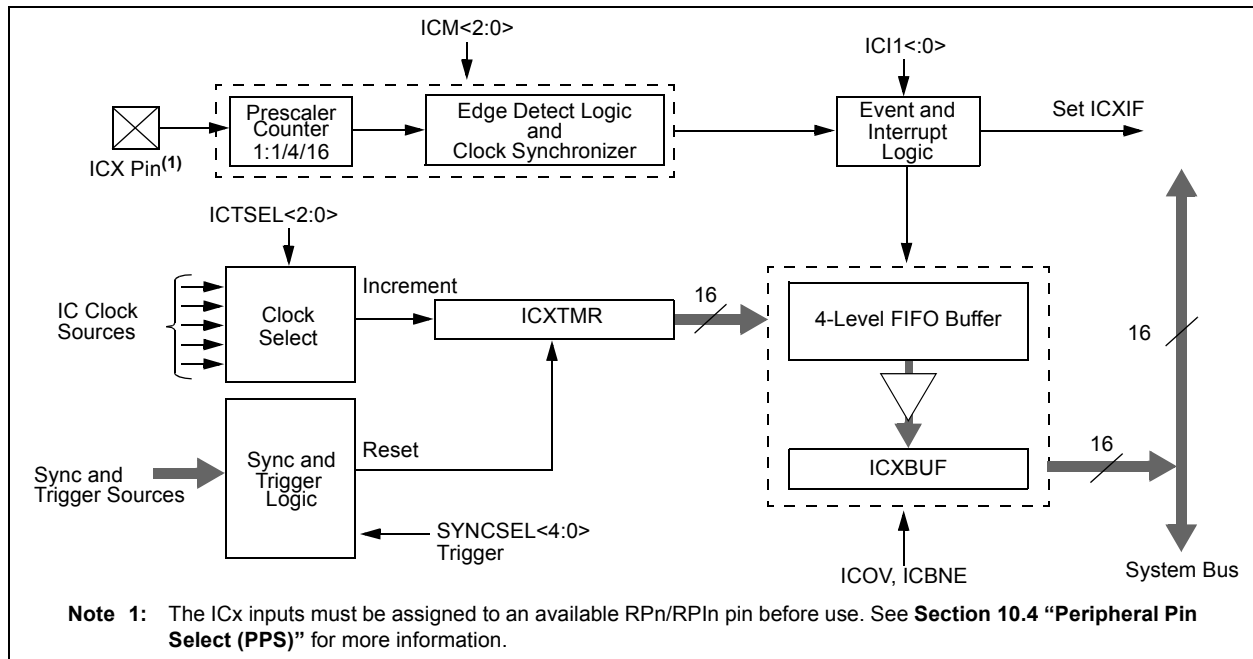 ICM<2:0>
ICI1<:0>
Prescaler
Counter
1:1/4/16
Edge Detect Logic
and
Clock Synchronizer
Event and
Interrupt
Logic
Set ICXIF
ICX Pin(1)
ICTSEL<2:0>
IC Clock
Sources
Clock
Select
Increment
ICXTMR
16
4-Level FIFO Buffer
16
Sync and
Trigger Sources
Sync and
Trigger
Logic
Reset
ICXBUF
16
SYNCSEL<4:0>
Trigger
ICOV, ICBNE
System Bus
Note 1: The ICx inputs must be assigned to an available RPn/RPIn pin before use. See Section 10.4 “Peripheral Pin
Select (PPS)” for more information.